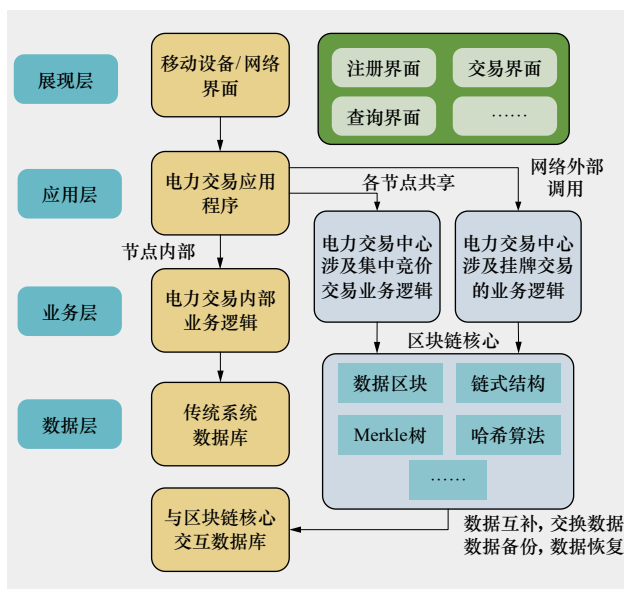 展现层
移动设备/网络
界面
注册界面
交易界面
查询界面
……
应用层
电力交易应用
程序
各节点共享
网络外部
调用
节点内部
电力交易中心
涉及集中竞价
交易业务逻辑
电力交易中心
涉及挂牌交易
的业务逻辑
业务层
电力交易内部
业务逻辑
区块链核心
数据区块
链式结构
Merkle树
哈希算法
……
数据层
传统系统
数据库
与区块链核心
交互数据库
数据互补,交换数据
数据备份,数据恢复